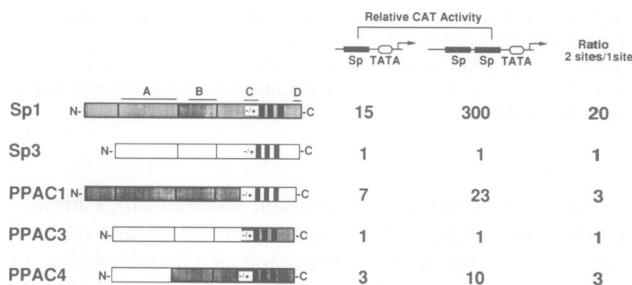 Relative CAT Activity
Sp TATA Sp Sp TATA Ratio
2 sites/1site
A B C D
Sp1 N- -/+ -C 15 300 20
Sp3 N- -/+ -C 1 1 1
PPAC1 N- -/+ -C 7 23 3
PPAC3 N- -/+ -C 1 1 1
PPAC4 N- -/+ -C 3 10 3